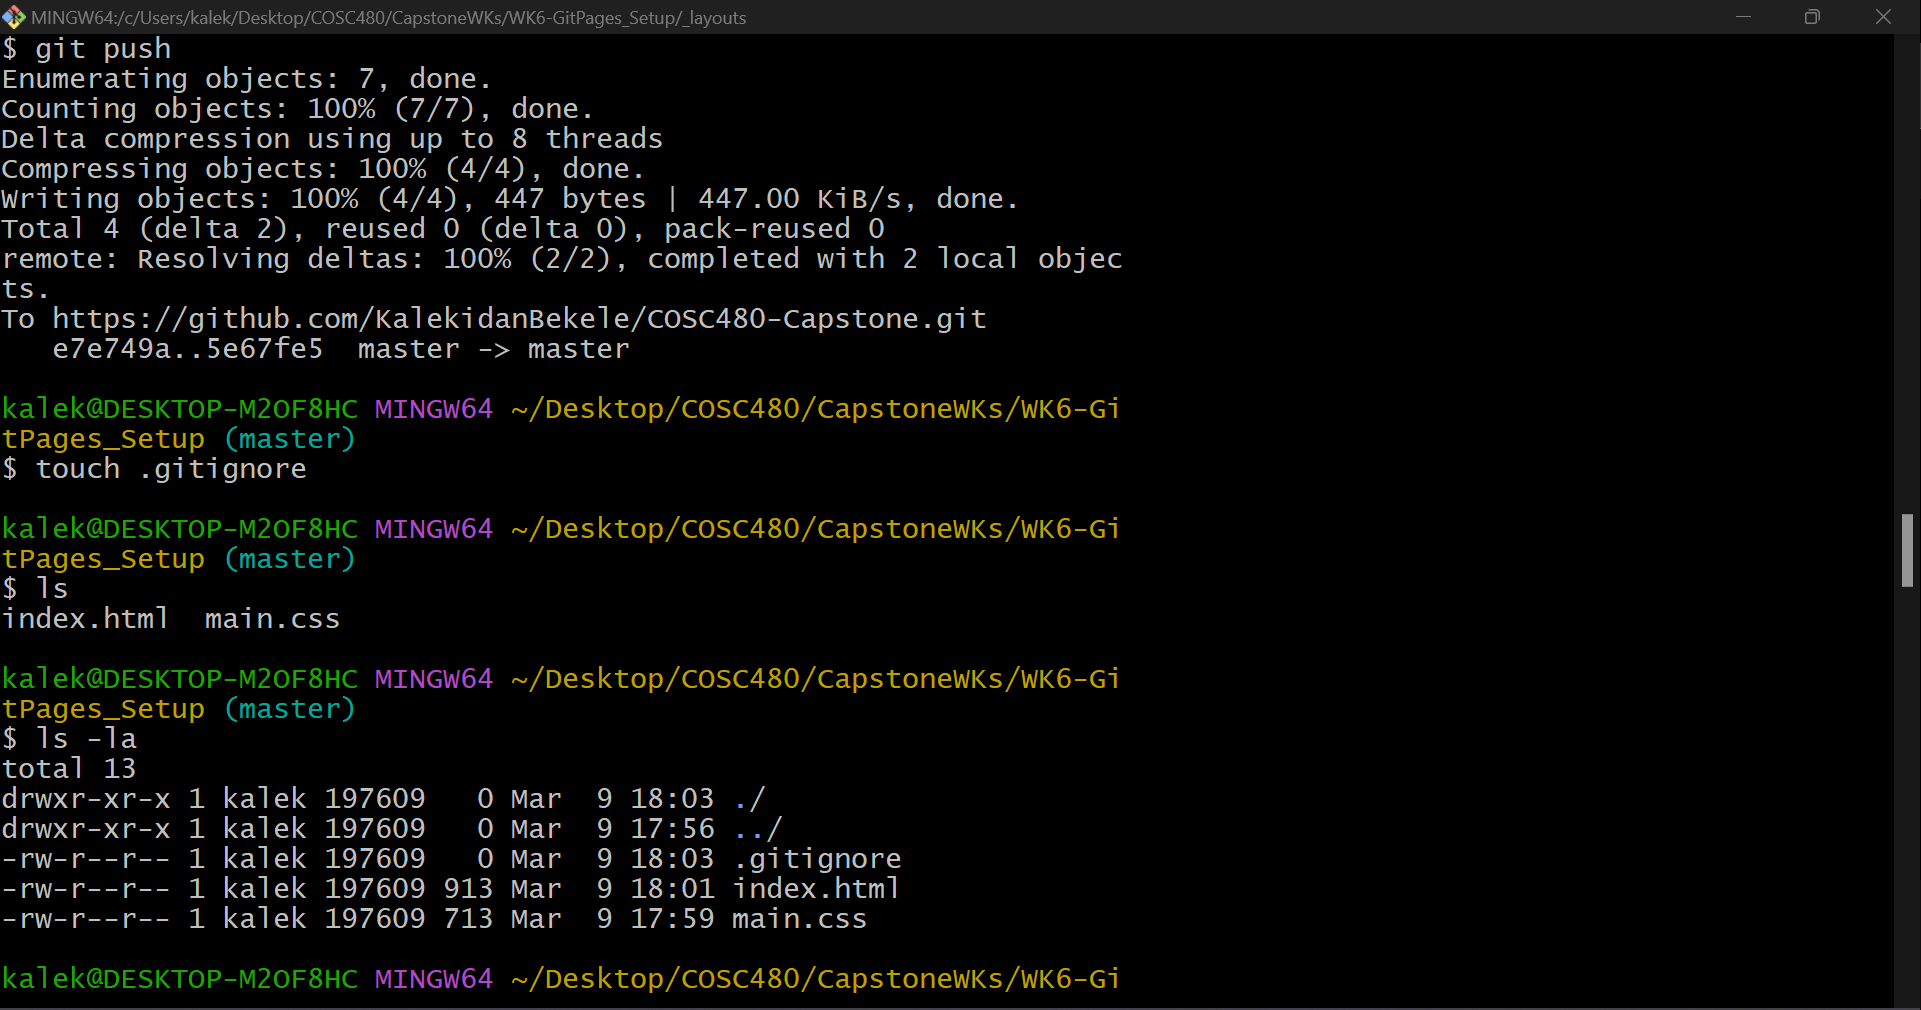 MINGW64:/c/Users/kalek/Desktop/COSC480/CapstoneWKs/WK6-GitPages_Setup/_layouts
$ git push
Enumerating objects: 7, done.
Counting objects: 100% (7/7), done.
Delta compression using up to 8 threads
Compressing objects: 100% (4/4), done.
Writing objects: 100% (4/4), 447 bytes | 447.00 KiB/s, done.
Total 4 (delta 2), reused 0 (delta 0), pack-reused 0
remote: Resolving deltas: 100% (2/2), completed with 2 local objec
ts.
To https://github.com/KalekidanBekele/COSC480-Capstone.git
   e7e749a..5e67fe5  master -> master
kalek@DESKTOP-M2OF8HC MINGW64 ~/Desktop/COSC480/CapstoneWKs/WK6-Gi
tPages_Setup (master)
$ touch .gitignore
kalek@DESKTOP-M2OF8HC MINGW64 ~/Desktop/COSC480/CapstoneWKs/WK6-Gi
tPages_Setup (master)
$ ls
index.html  main.css
kalek@DESKTOP-M2OF8HC MINGW64 ~/Desktop/COSC480/CapstoneWKs/WK6-Gi
tPages_Setup (master)
$ ls -la
total 13
drwxr-xr-x 1 kalek 197609   0 Mar  9 18:03 ./
drwxr-xr-x 1 kalek 197609   0 Mar  9 17:56 ../
-rw-r--r-- 1 kalek 197609   0 Mar  9 18:03 .gitignore
-rw-r--r-- 1 kalek 197609 913 Mar  9 18:01 index.html
-rw-r--r-- 1 kalek 197609 713 Mar  9 17:59 main.css
kalek@DESKTOP-M2OF8HC MINGW64 ~/Desktop/COSC480/CapstoneWKs/WK6-Gi